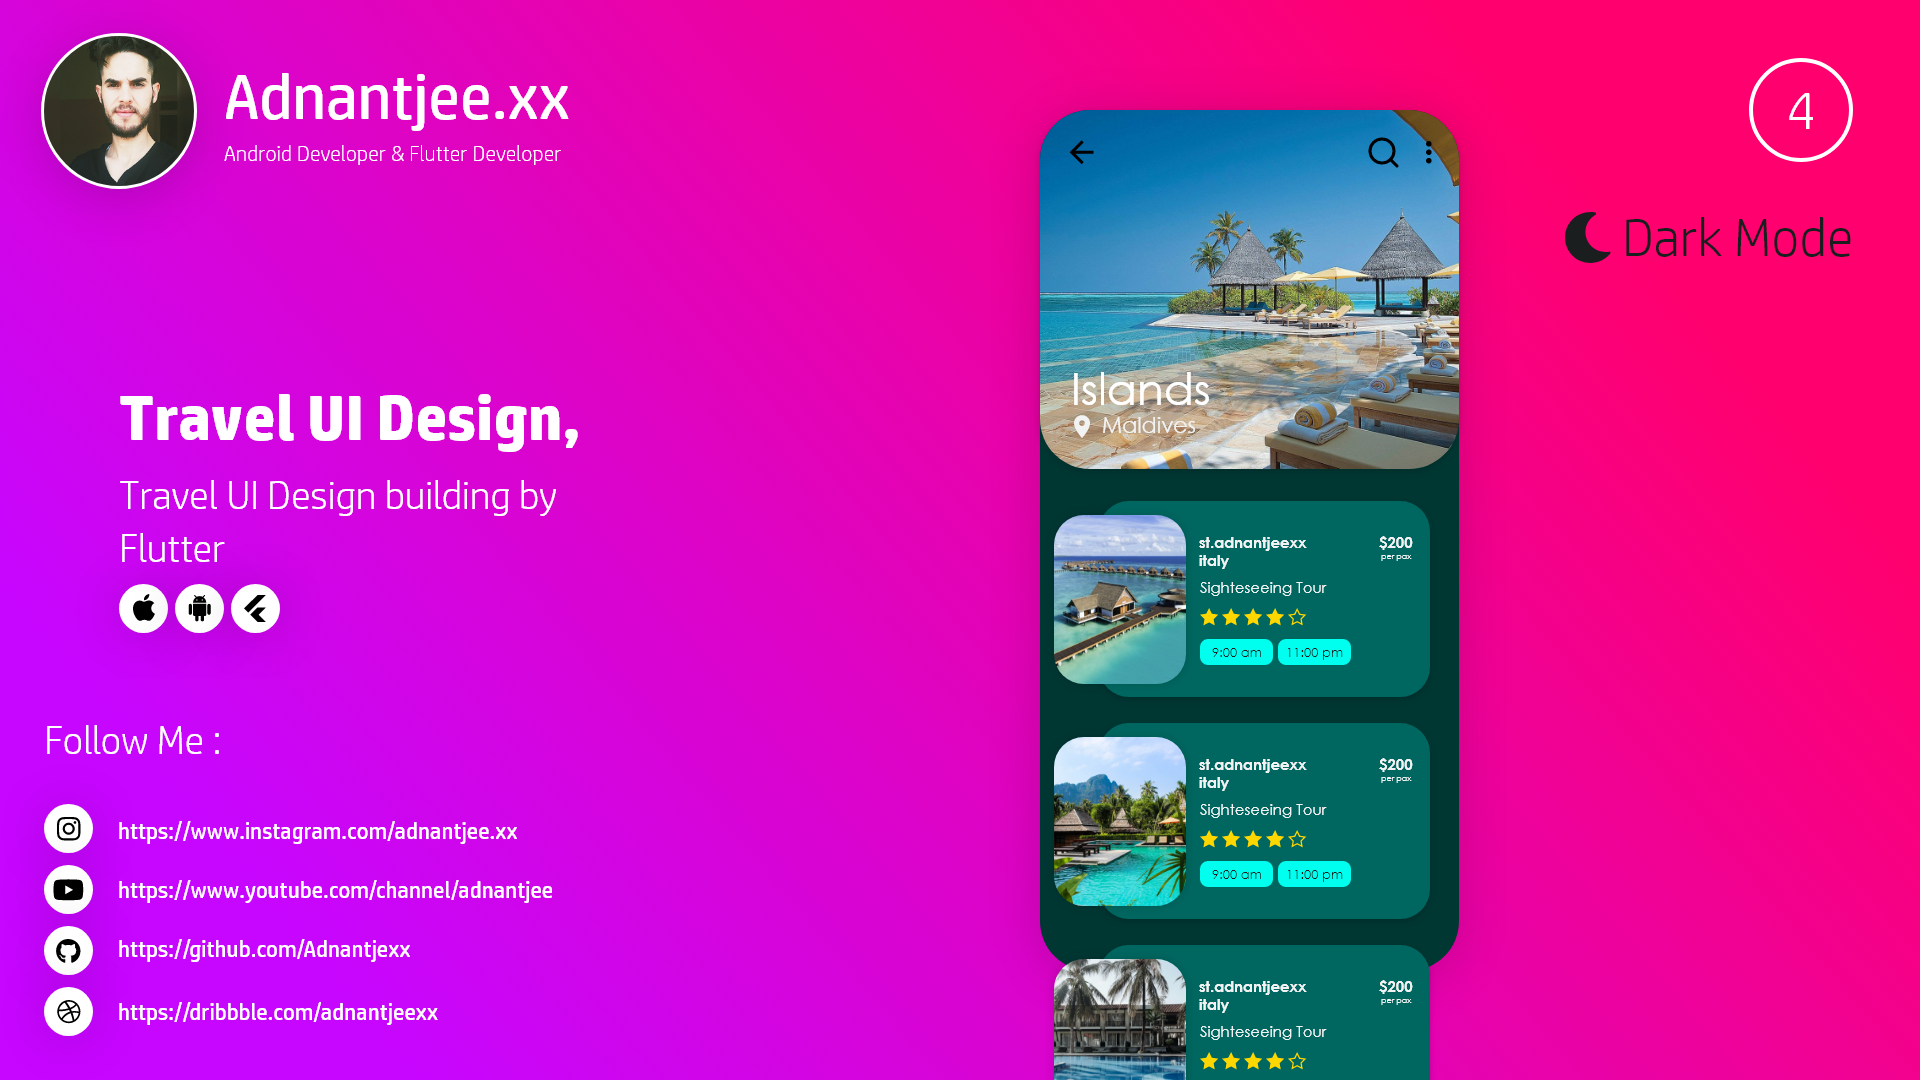 Adnantjee.xx
Android Developer & Flutter Developer
4
Dark Mode
Travel UI Design,
Travel UI Design building by
Flutter
Follow Me :
https://www.instagram.com/adnantjee.xx
https://www.youtube.com/channel/adnantjee
https://github.com/Adnantjexx
https://dribbble.com/adnantjeexx
Islands
Maldives
st.adnantjeexx
italy
$200
per pax
Sighteseeing Tour
9:00 am
11:00 pm
st.adnantjeexx
italy
$200
per pax
Sighteseeing Tour
9:00 am
11:00 pm
st.adnantjeexx
italy
$200
per pax
Sighteseeing Tour